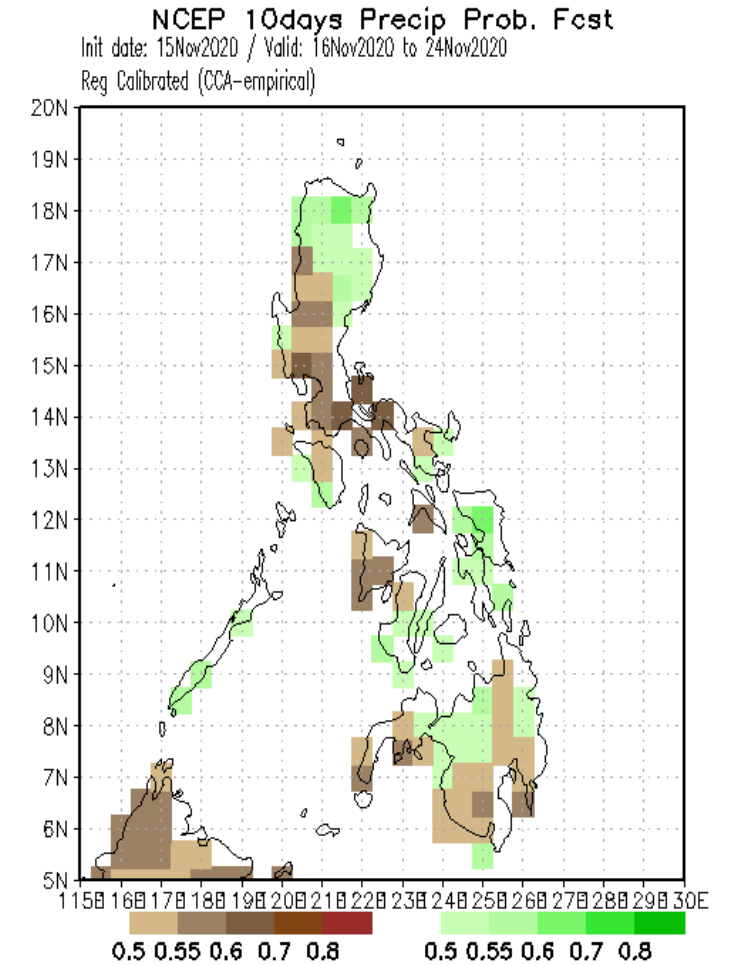 NCEP 10days Precip Prob. Fcst
Init date: 15Nov2020 / Valid: 16Nov2020 to 24Nov2020
Reg Calibrated (CCA-empirical)
20N
19N
18N
17N
16N
15N
14N
13N
12N
11N
10N
9N
8N
7N
6N
5N
115E 116E 117E 118E 119E 120E 121E 122E 123E 124E 125E 126E 127E 128E 129E 130E
0.5 0.55 0.6 0.7 0.8 0.5 0.55 0.6 0.7 0.8